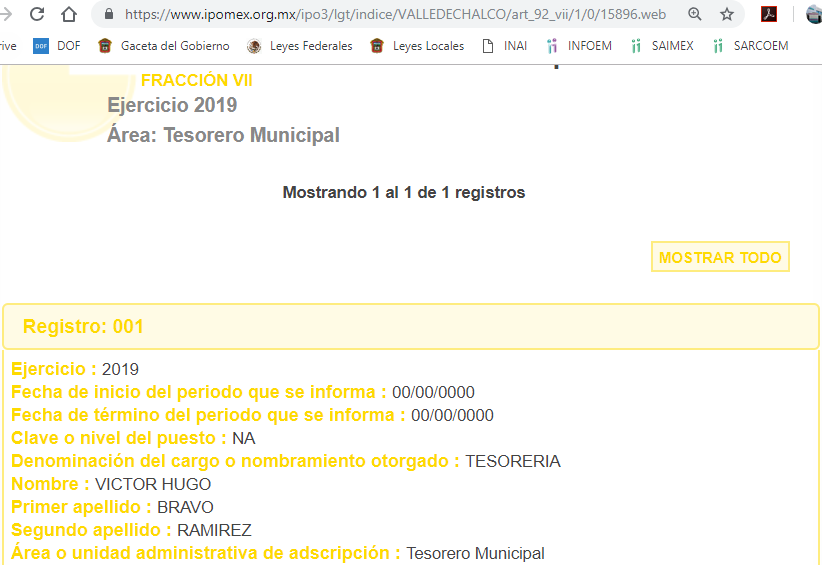 https://www.ipomex.org.mx/ipo3/lgt/indice/VALLEDECHALCO/art_92_vii/1/0/15896.web
rive DOF DOF Gaceta del Gobierno Leyes Federales Leyes Locales INAI INFOEM SAIMEX SARCOEM
FRACCIÓN VII
Ejercicio 2019
Área: Tesorero Municipal
Mostrando 1 al 1 de 1 registros
MOSTRAR TODO
Registro: 001
Ejercicio : 2019
Fecha de inicio del periodo que se informa : 00/00/0000
Fecha de término del periodo que se informa : 00/00/0000
Clave o nivel del puesto : NA
Denominación del cargo o nombramiento otorgado : TESORERIA
Nombre : VICTOR HUGO
Primer apellido : BRAVO
Segundo apellido : RAMIREZ
Área o unidad administrativa de adscripción : Tesorero Municipal